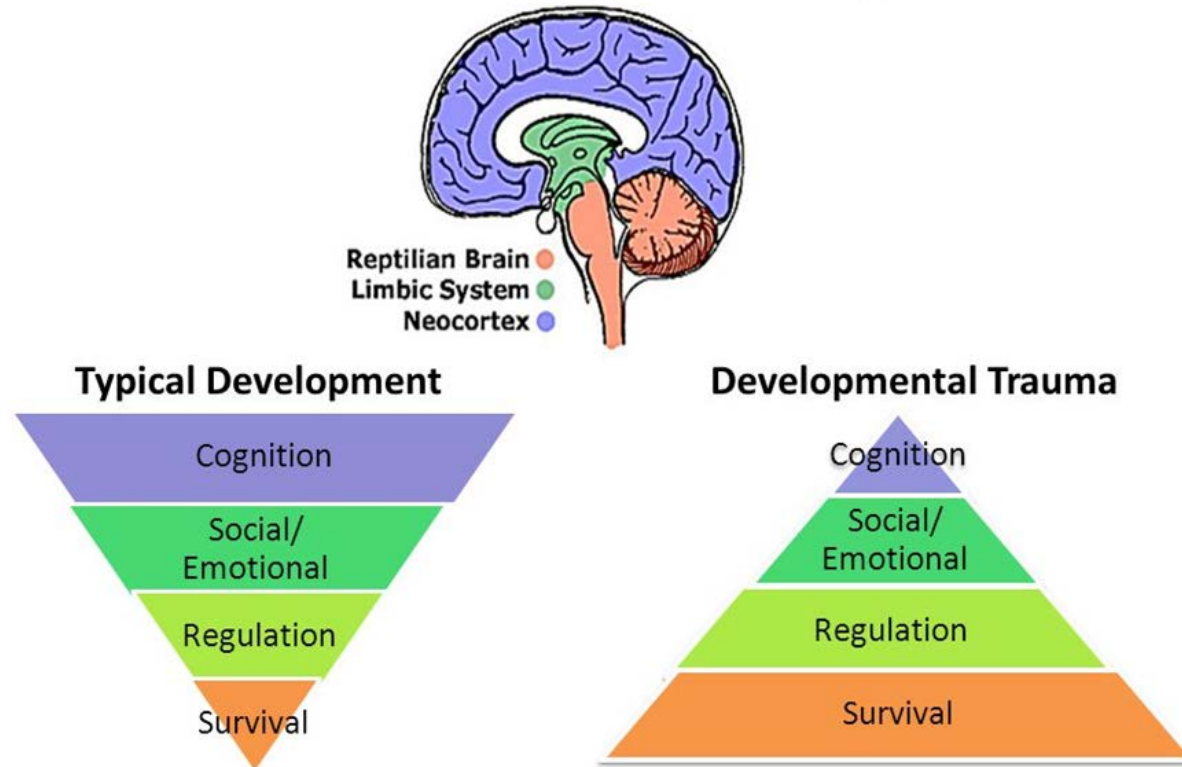 Reptilian Brain
Limbic System
Neocortex
Typical Development
Cognition
Social/
Emotional
Regulation
Survival
Developmental Trauma
Cognition
Social/
Emotional
Regulation
Survival